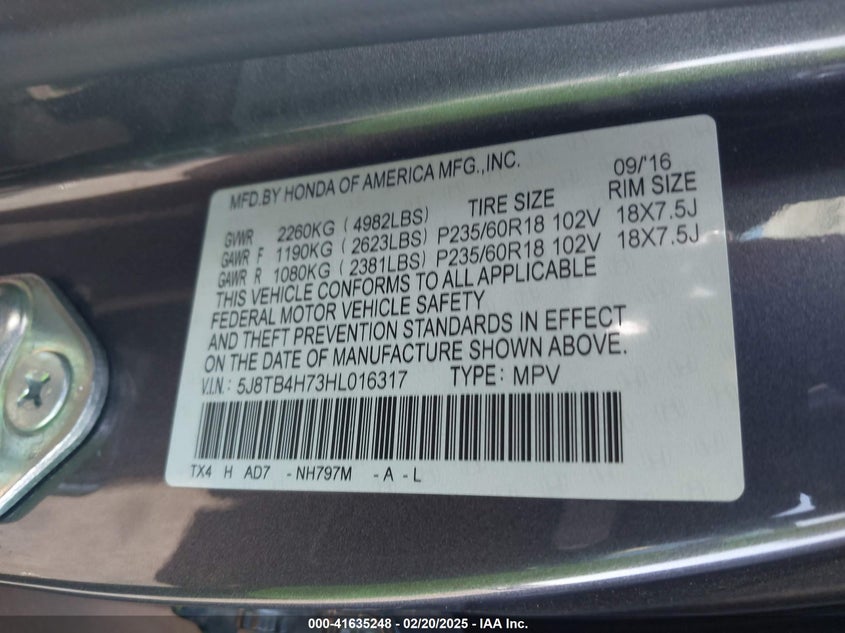 MFD.BY HONDA OF AMERICA MFG.,INC. 09/'16
TIRE SIZE RIM SIZE
GVWR 2260KG (4982LBS)
GAWR F 1190KG (2623LBS) P235/60R18 102V 18X7.5J
GAWR R 1080KG (2381LBS) P235/60R18 102V 18X7.5J
THIS VEHICLE CONFORMS TO ALL APPLICABLE
FEDERAL MOTOR VEHICLE SAFETY
AND THEFT PREVENTION STANDARDS IN EFFECT
ON THE DATE OF MANUFACTURE SHOWN ABOVE.
V.I.N.: 5J8TB4H73HL016317 TYPE: MPV
TX4 H AD7 -NH797M -A -L
000-41635248 - 02/20/2025 - IAA Inc.